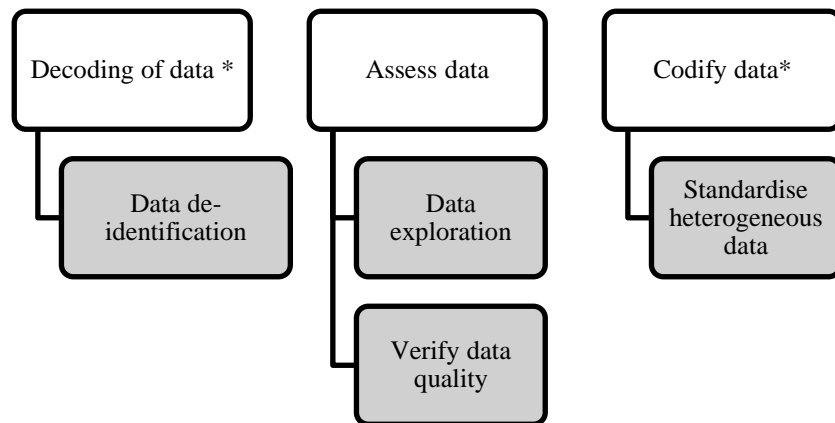 Decoding of data *
Assess data
Codify data*
Data de-
identification
Data
exploration
Standardise
heterogeneous
data
Verify data
quality